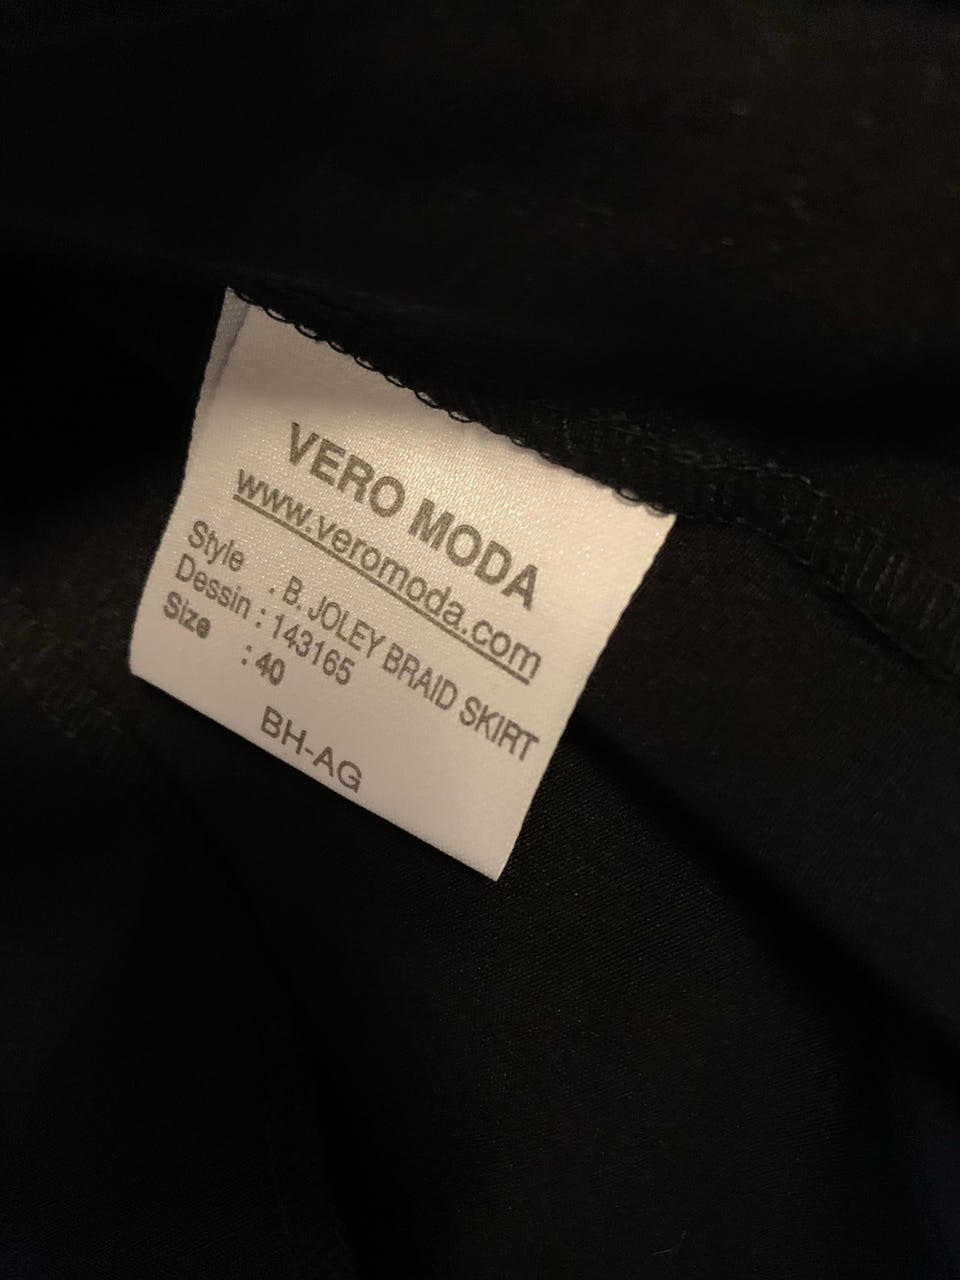 VERO MODA
www.veromoda.com
Style : B. JOLEY BRAID SKIRT
Dessin : 143165
Size : 40
BH-AG